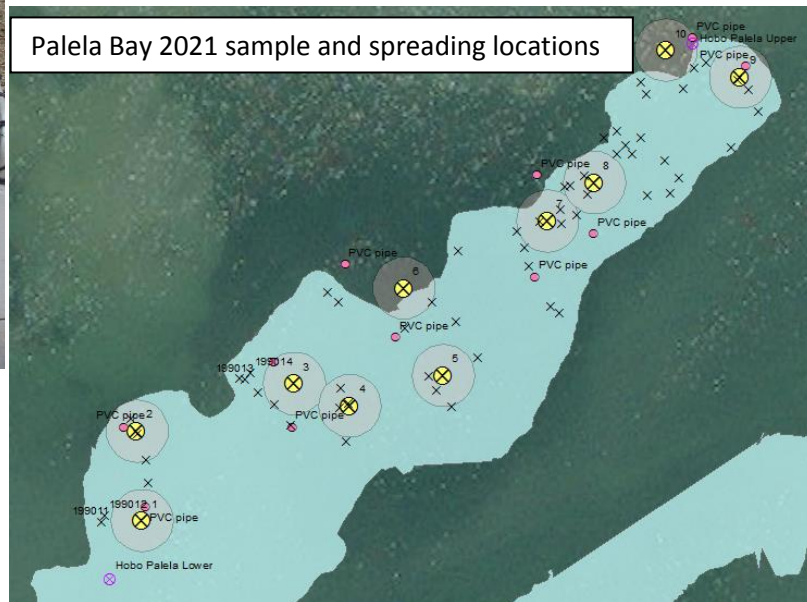 Palela Bay 2021 sample and spreading locations
PVC pipe
10
Hobo Palela Upper
PVC pipe
9
PVC pipe
8
7
PVC pipe
PVC pipe
6
PVC pipe
PVC pipe
5
199013
199014
3
4
PVC pipe
PVC pipe
2
199011
199012
1
PVC pipe
Hobo Palela Lower